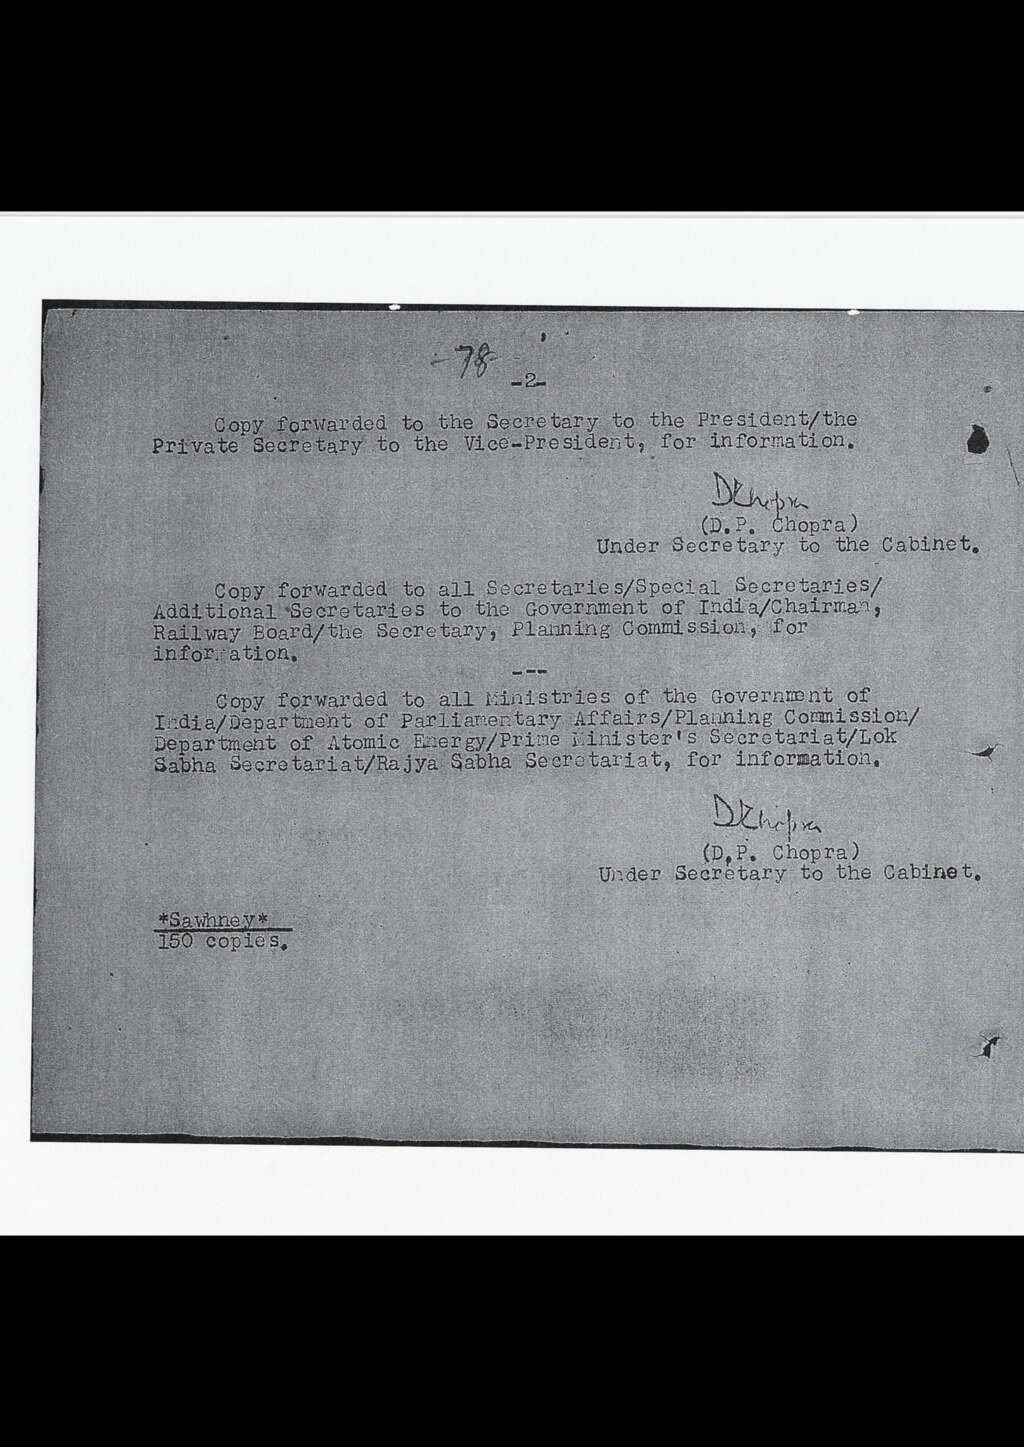 -78-
-2-
Copy forwarded to the Secretary to the President/the
Private Secretary to the Vice-President, for information.
DPChopra
(D.P. Chopra)
Under Secretary to the Cabinet.
Copy forwarded to all Secretaries/Special Secretaries/
Additional Secretaries to the Government of India/Chairman,
Railway Board/the Secretary, Planning Commission, for
information.
---
Copy forwarded to all Ministries of the Government of
India/Department of Parliamentary Affairs/Planning Commission/
Department of Atomic Energy/Prime Minister's Secretariat/Lok
Sabha Secretariat/Rajya Sabha Secretariat, for information.
DPChopra
(D.P. Chopra)
Under Secretary to the Cabinet.
*Sawhney*
150 copies.